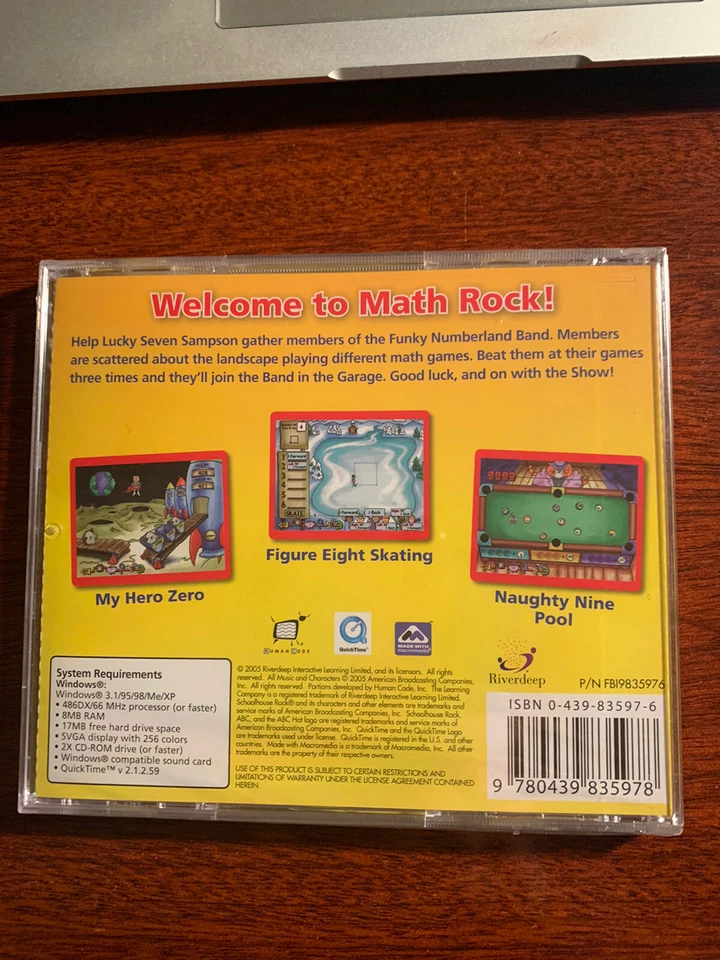 Welcome to Math Rock!
Help Lucky Seven Sampson gather members of the Funky Numberland Band. Members
are scattered about the landscape playing different math games. Beat them at their games
three times and they'll join the Band in the Garage. Good luck, and on with the Show!
My Hero Zero
Figure Eight Skating
Naughty Nine
Pool
HUMAN CODE
QuickTime™
MADE WITH
macromedia
Riverdeep
P/N FBI9835976
System Requirements
Windows®:
Windows® 3.1/95/98/Me/XP
• 486DX/66 MHz processor (or faster)
• 8MB RAM
• 17MB free hard drive space
• SVGA display with 256 colors
• 2X CD-ROM drive (or faster)
• Windows® compatible sound card
• QuickTime™ v 2.1.2.59
© 2005 Riverdeep Interactive Learning Limited, and its licensors. All rights
reserved. All Music and Characters © 2005 American Broadcasting Companies,
Inc. All rights reserved. Portions developed by Human Code, Inc. The Learning
Company is a registered trademark of Riverdeep Interactive Learning Limited.
Schoolhouse Rock® and its characters and other elements are trademarks and
service marks of American Broadcasting Companies, Inc. Schoolhouse Rock,
ABC, and the ABC Hat logo are registered trademarks and service marks of
American Broadcasting Companies, Inc. QuickTime and the QuickTime Logo
are trademarks used under license. QuickTime is registered in the U.S. and other
countries. Made with Macromedia is a trademark of Macromedia, Inc. All other
trademarks are the property of their respective owners.
USE OF THIS PRODUCT IS SUBJECT TO CERTAIN RESTRICTIONS AND
LIMITATIONS OF WARRANTY UNDER THE LICENSE AGREEMENT CONTAINED
HEREIN.
ISBN 0-439-83597-6
9 780439 835978